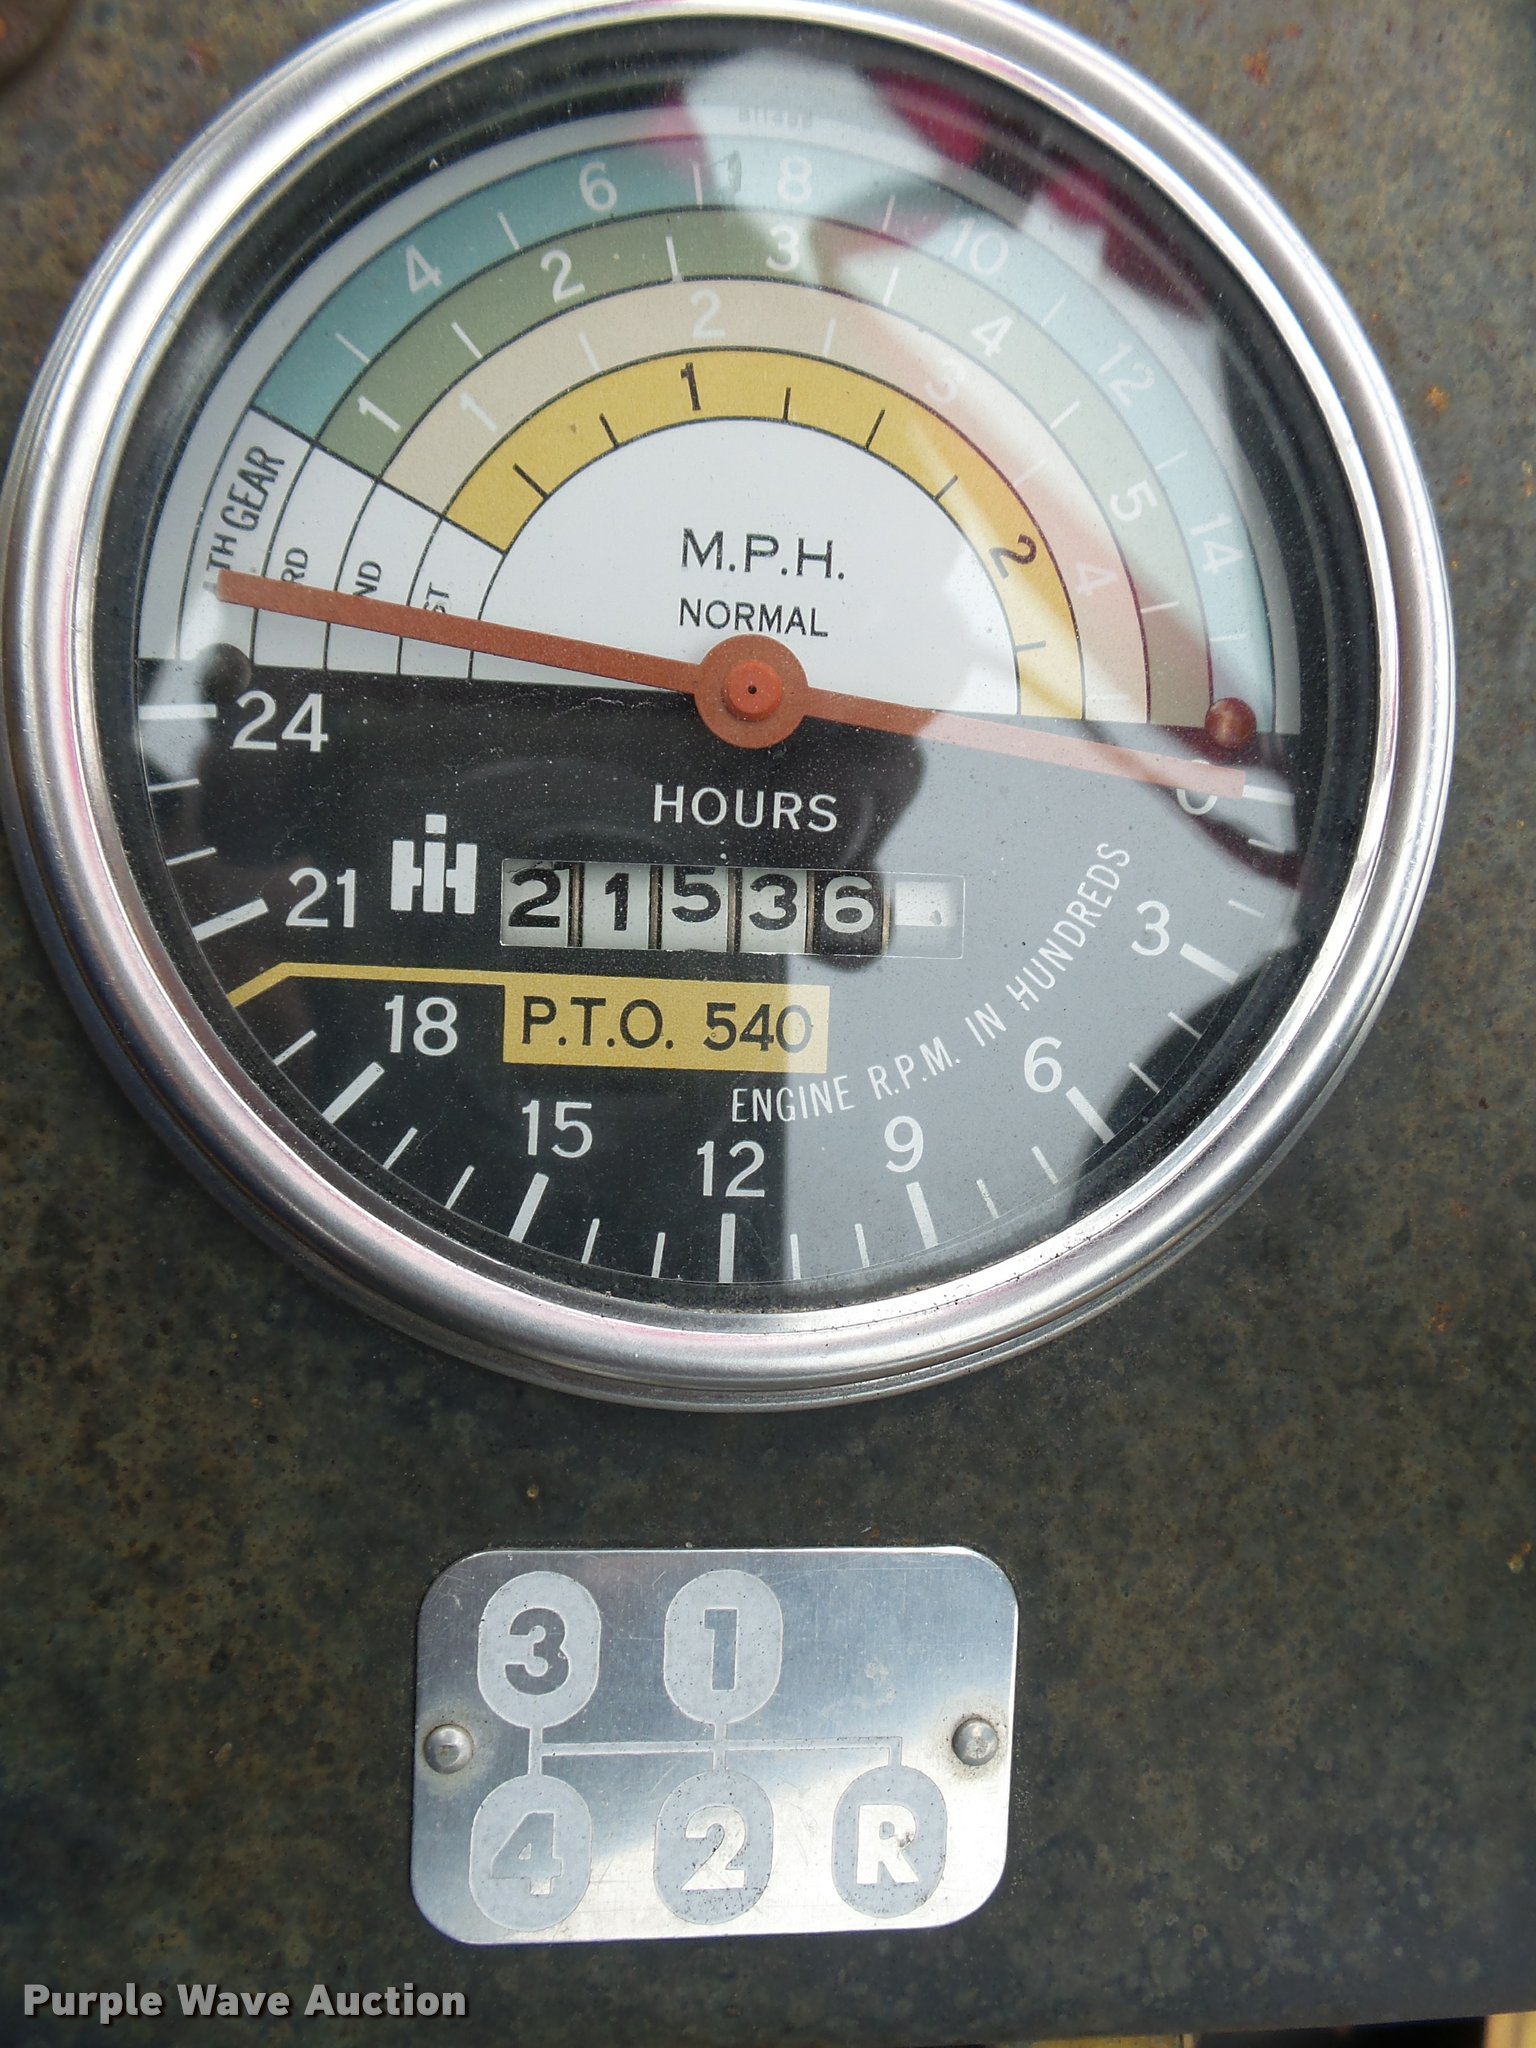 6 8
4 10
2 3
2 4
12
1 1 3
1
5
14
4
2
TH GEAR
RD
ND
ST
M.P.H.
NORMAL
24
0
HOURS
IH
21536
21
3
18
P.T.O. 540
ENGINE R.P.M. IN HUNDREDS
6
15
12
9
3 1
4 2 R
Purple Wave Auction